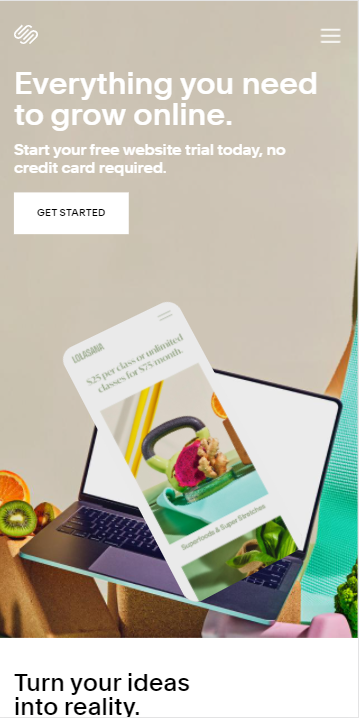 Everything you need
to grow online.
Start your free website trial today, no
credit card required.
GET STARTED
LOLASANA
$25 per class or unlimited
classes for $75/month.
Superfoods & Super Stretches
Turn your ideas
into reality.